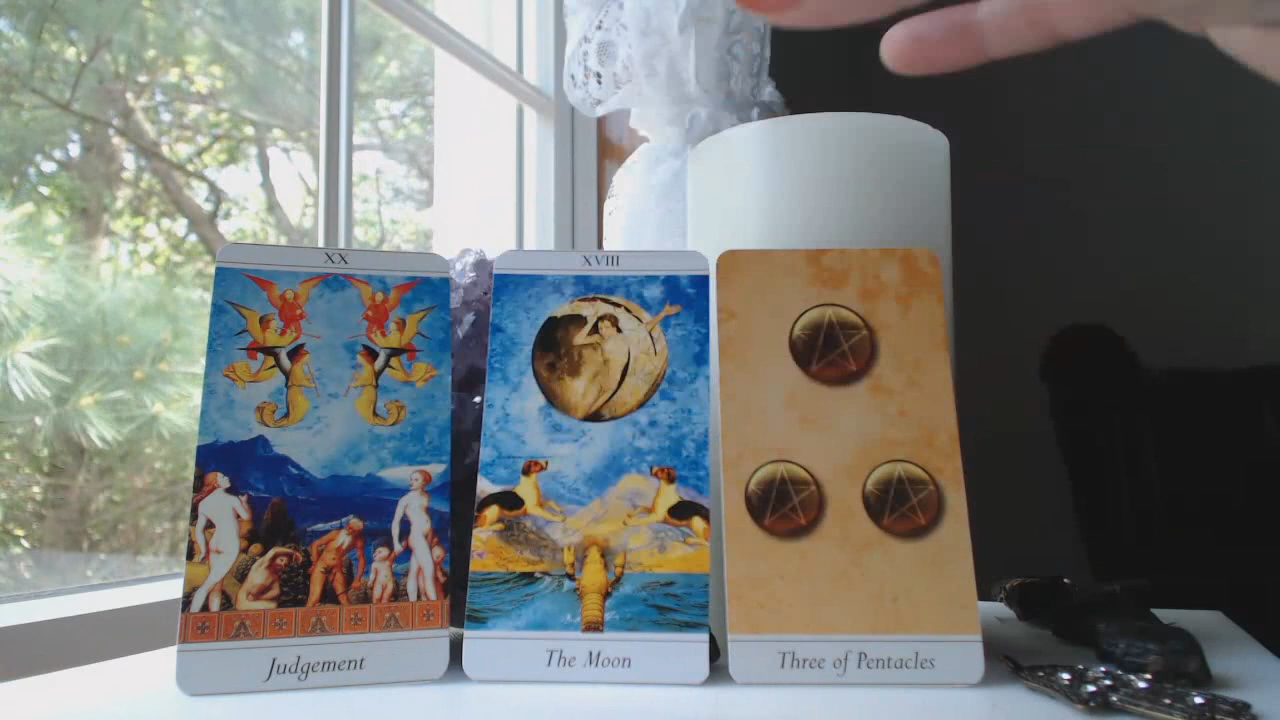 XX
Judgement
XVIII
The Moon
Three of Pentacles